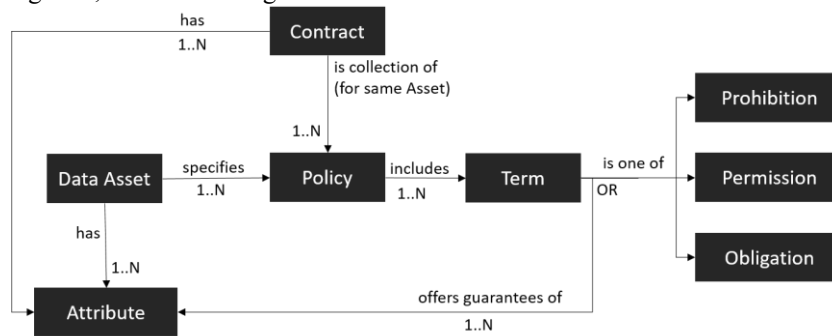 has
1..N
Contract
is collection of
(for same Asset)
1..N
Prohibition
Data Asset
specifies
1..N
Policy
includes
1..N
Term
is one of
OR
Permission
has
1..N
Obligation
Attribute
offers guarantees of
1..N